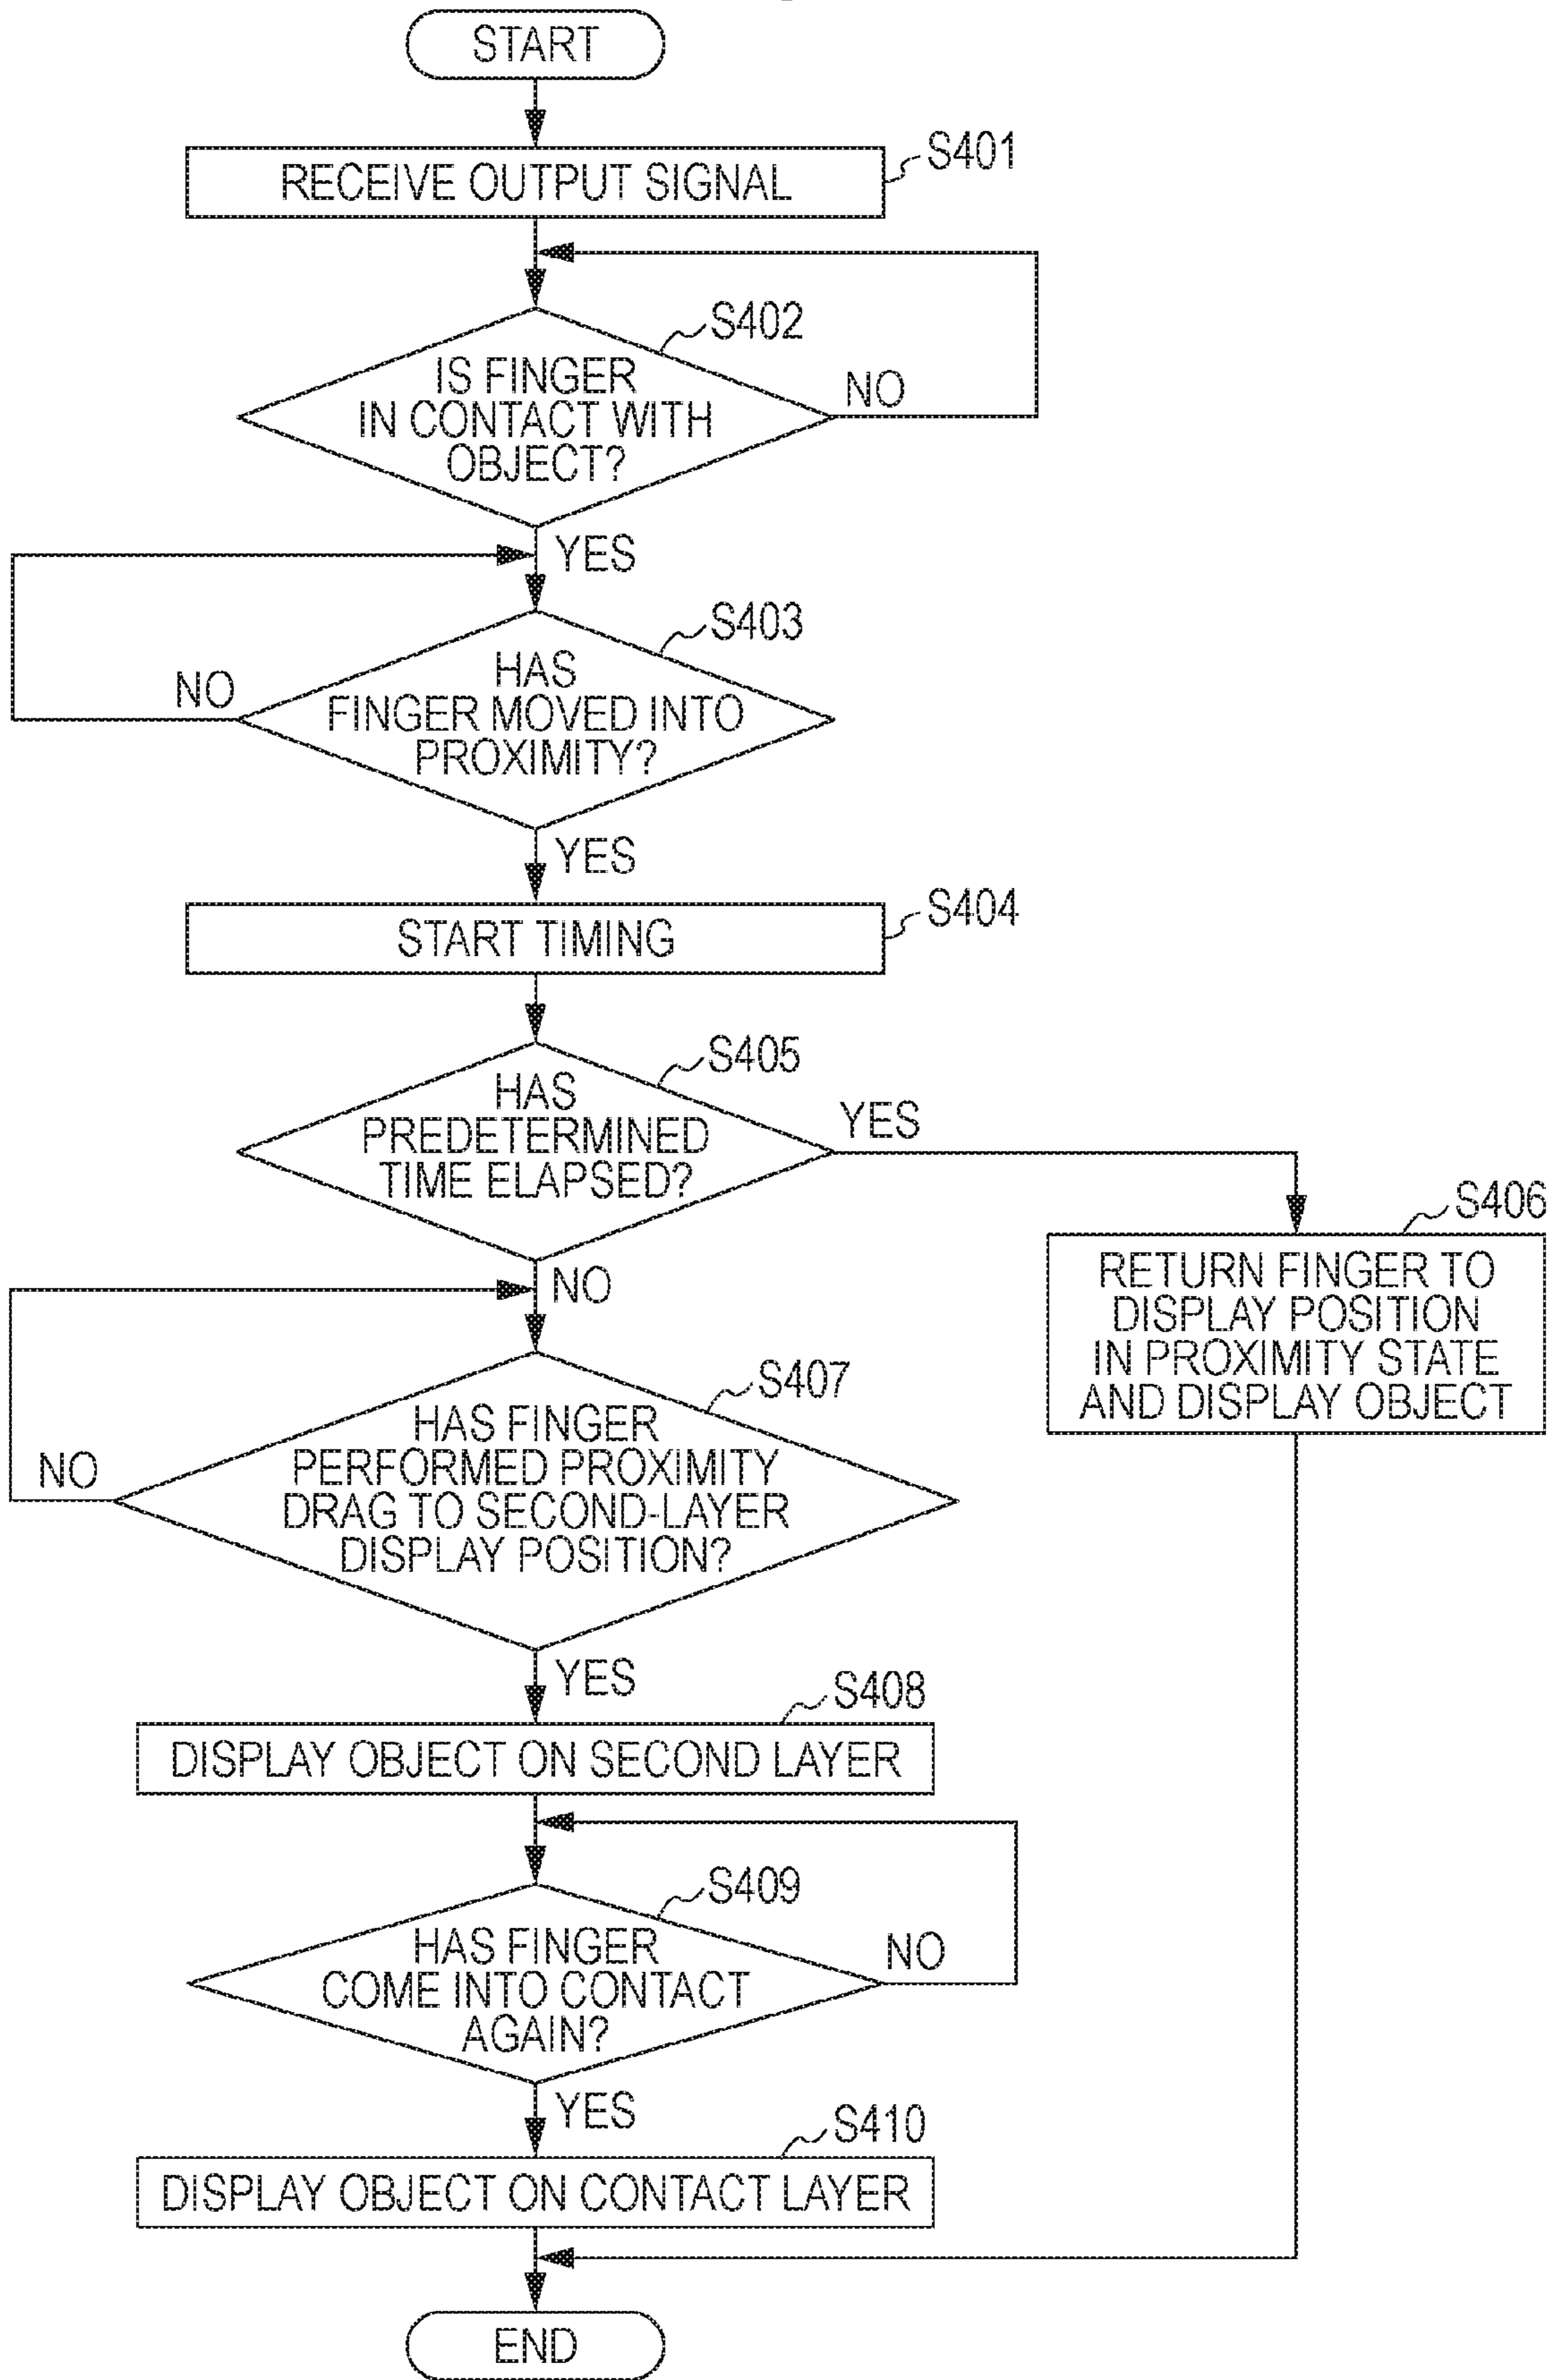 START
S401
RECEIVE OUTPUT SIGNAL
S402
IS FINGER
IN CONTACT WITH
OBJECT?
NO
YES
S403
HAS
FINGER MOVED INTO
PROXIMITY?
NO
YES
S404
START TIMING
S405
HAS
PREDETERMINED
TIME ELAPSED?
YES
S406
RETURN FINGER TO
DISPLAY POSITION
IN PROXIMITY STATE
AND DISPLAY OBJECT
NO
S407
HAS FINGER
PERFORMED PROXIMITY
DRAG TO SECOND-LAYER
DISPLAY POSITION?
NO
YES
S408
DISPLAY OBJECT ON SECOND LAYER
S409
HAS FINGER
COME INTO CONTACT
AGAIN?
NO
YES
S410
DISPLAY OBJECT ON CONTACT LAYER
END